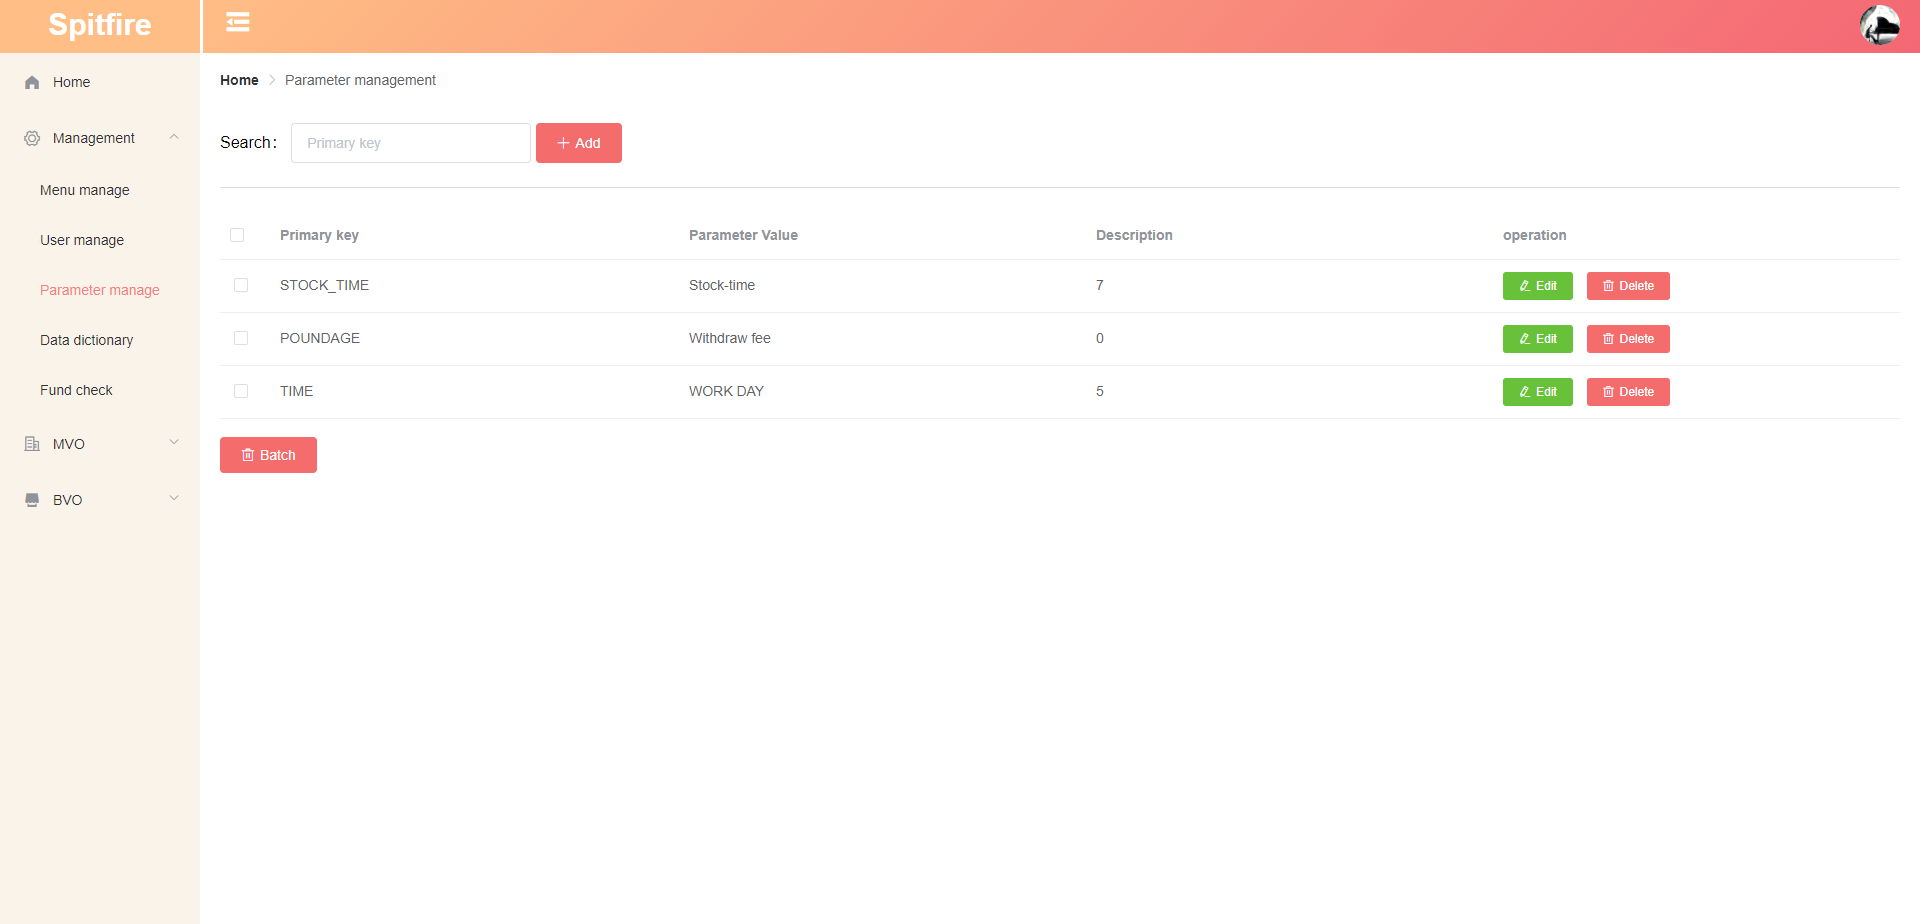 Spitfire
Home
Management
Menu manage
User manage
Parameter manage
Data dictionary
Fund check
MVO
BVO
Home Parameter management
Search: Primary key Add
Primary key Parameter Value Description operation
STOCK_TIME Stock-time 7 Edit Delete
POUNDAGE Withdraw fee 0 Edit Delete
TIME WORK DAY 5 Edit Delete
Batch